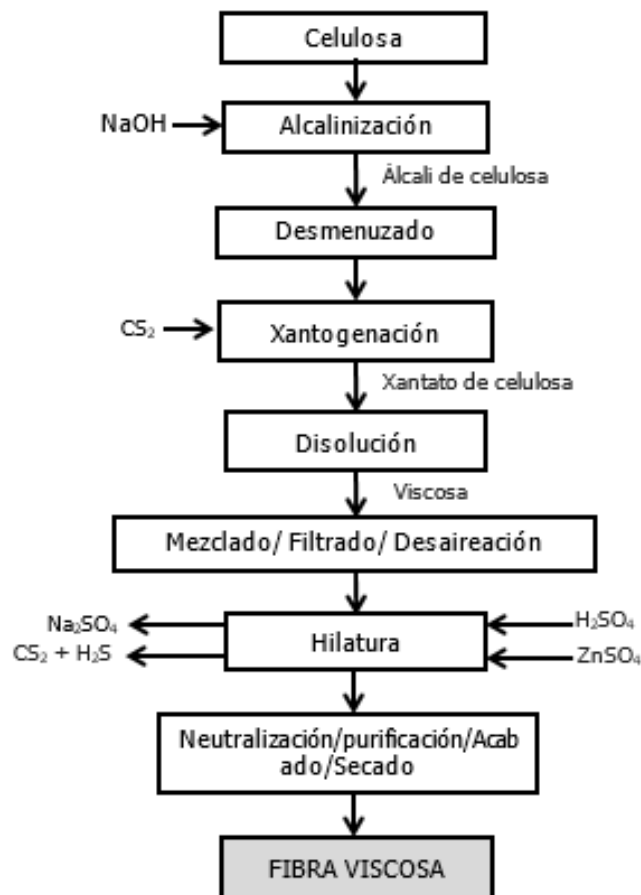 Celulosa
NaOH
Alcalinización
Álcali de celulosa
Desmenuzado
CS₂
Xantogenación
Xantato de celulosa
Disolución
Viscosa
Mezclado/ Filtrado/ Desaireación
Na₂SO₄
H₂SO₄
Hilatura
CS₂ + H₂S
ZnSO₄
Neutralización/purificación/Acab
ado/Secado
FIBRA VISCOSA